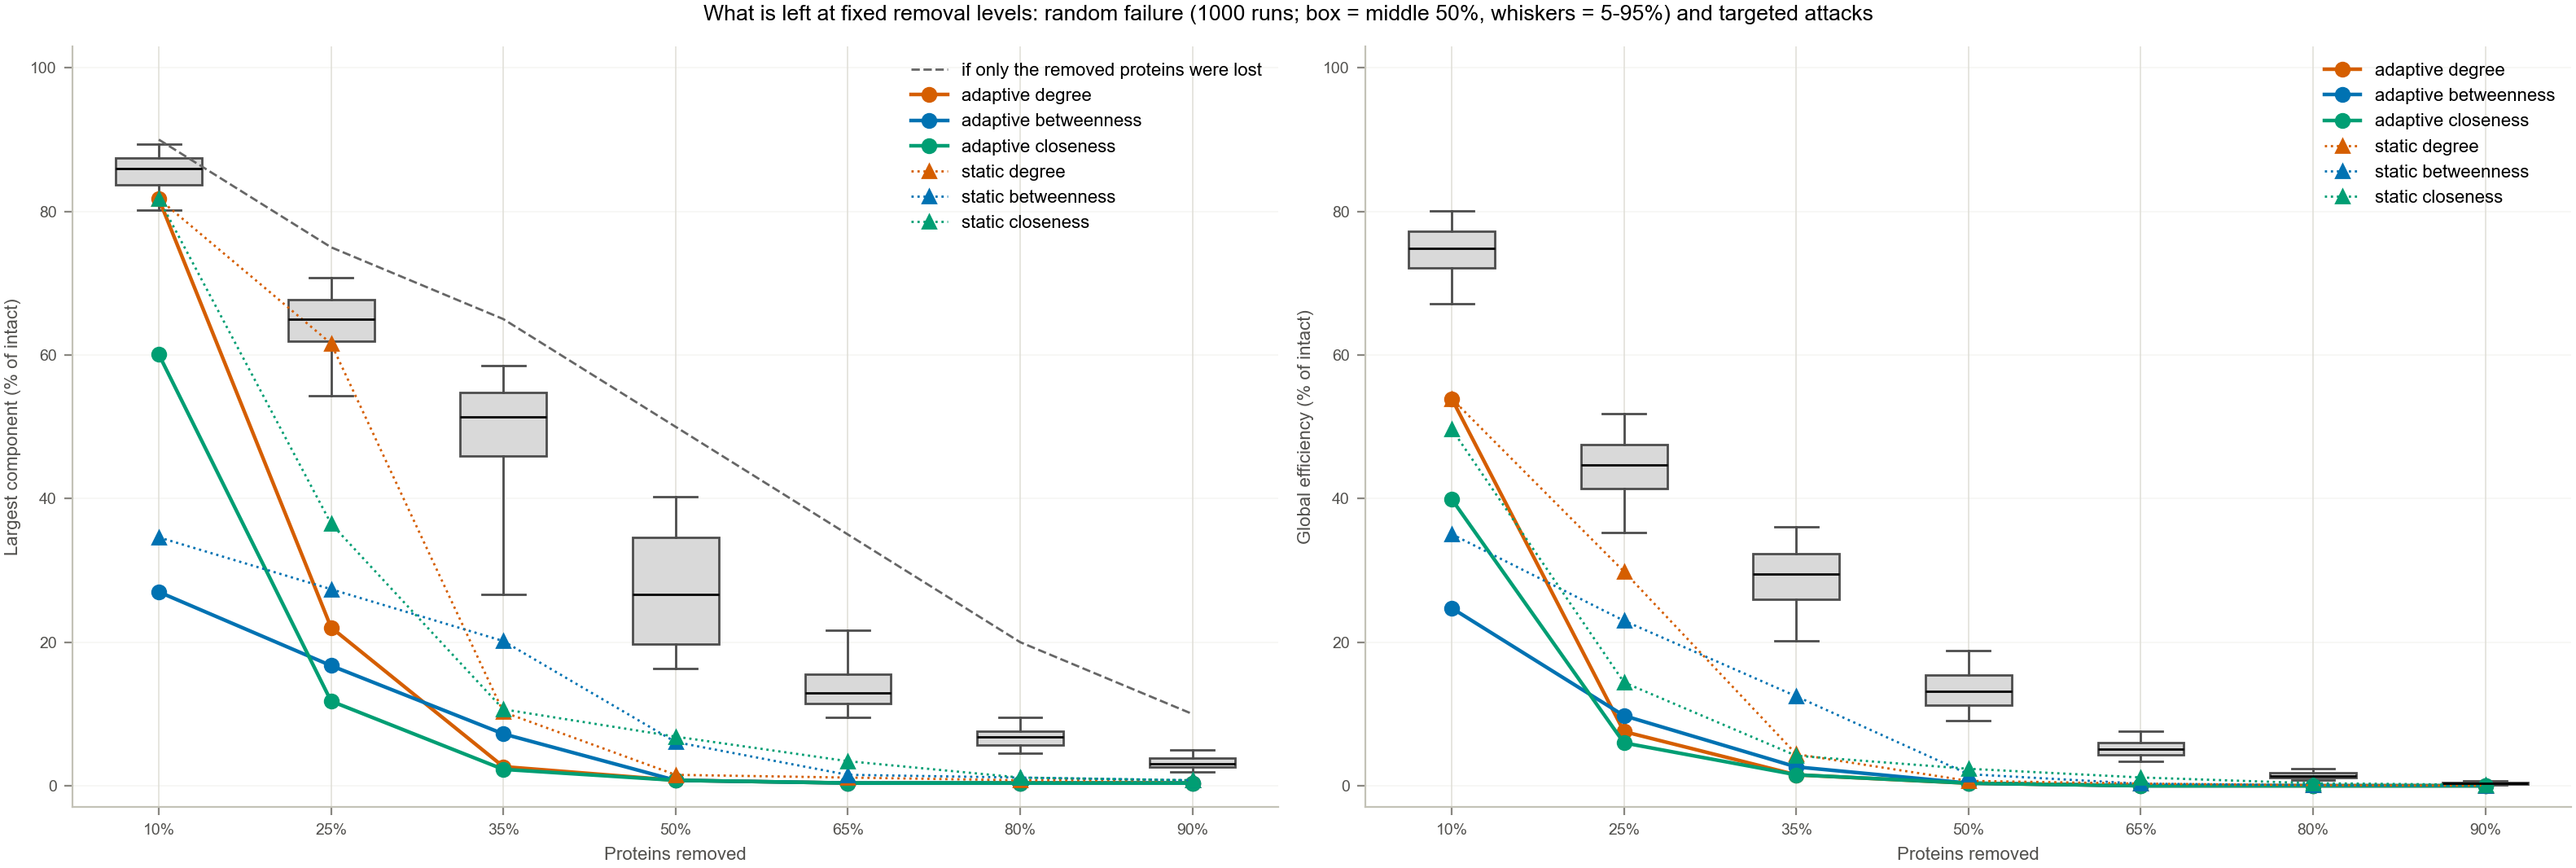 What is left at fixed removal levels: random failure (1000 runs; box = middle 50%, whiskers = 5-95%) and targeted attacks
Largest component (% of intact)
100
80
60
40
20
0
10%
25%
35%
50%
65%
80%
90%
Proteins removed
if only the removed proteins were lost
adaptive degree
adaptive betweenness
adaptive closeness
static degree
static betweenness
static closeness
Global efficiency (% of intact)
100
80
60
40
20
0
10%
25%
35%
50%
65%
80%
90%
Proteins removed
adaptive degree
adaptive betweenness
adaptive closeness
static degree
static betweenness
static closeness